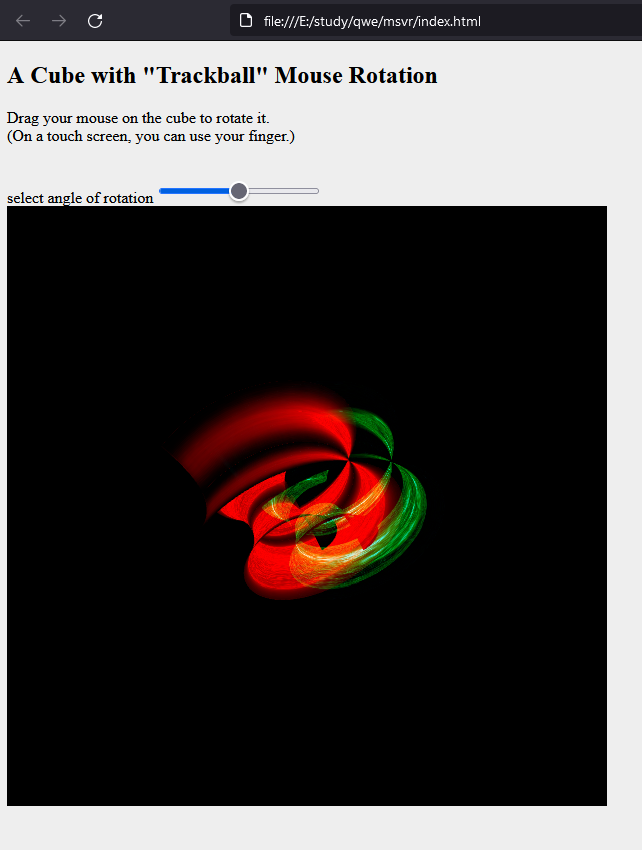 file:///E:/study/qwe/msvr/index.html
A Cube with "Trackball" Mouse Rotation
Drag your mouse on the cube to rotate it.
(On a touch screen, you can use your finger.)
select angle of rotation